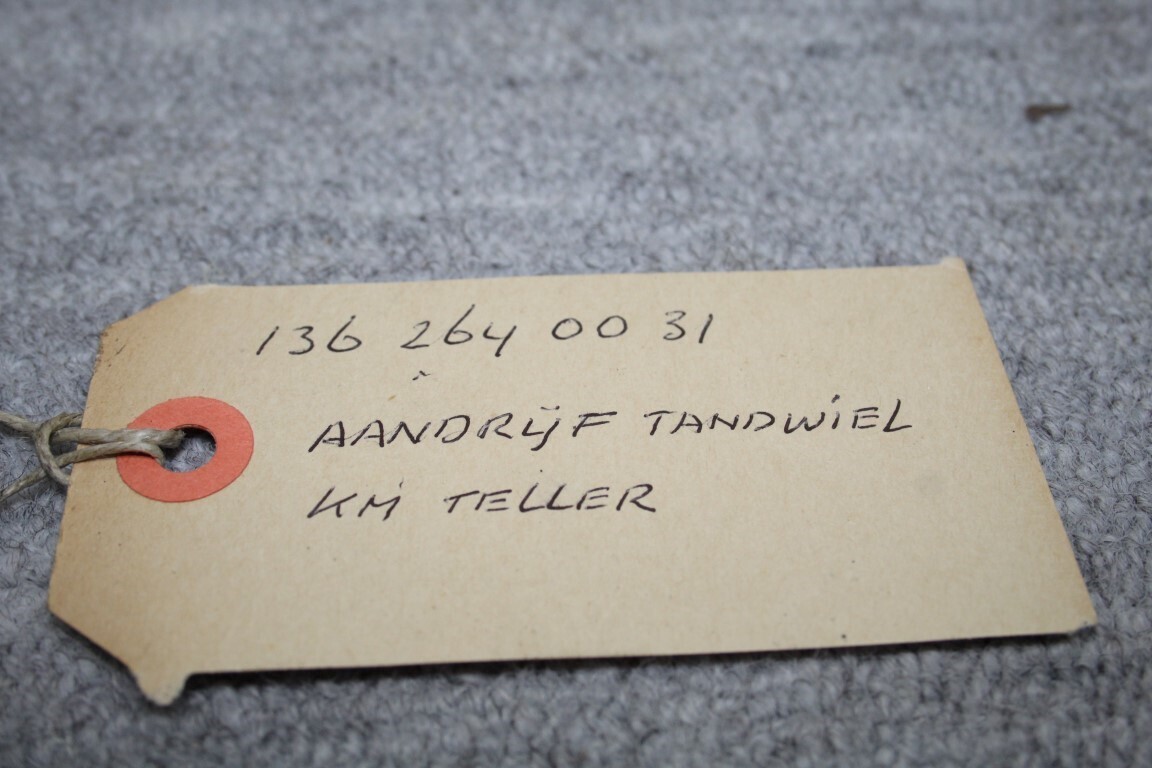 136 264 00 31
AANDRIJF TANDWIEL
KM TELLER